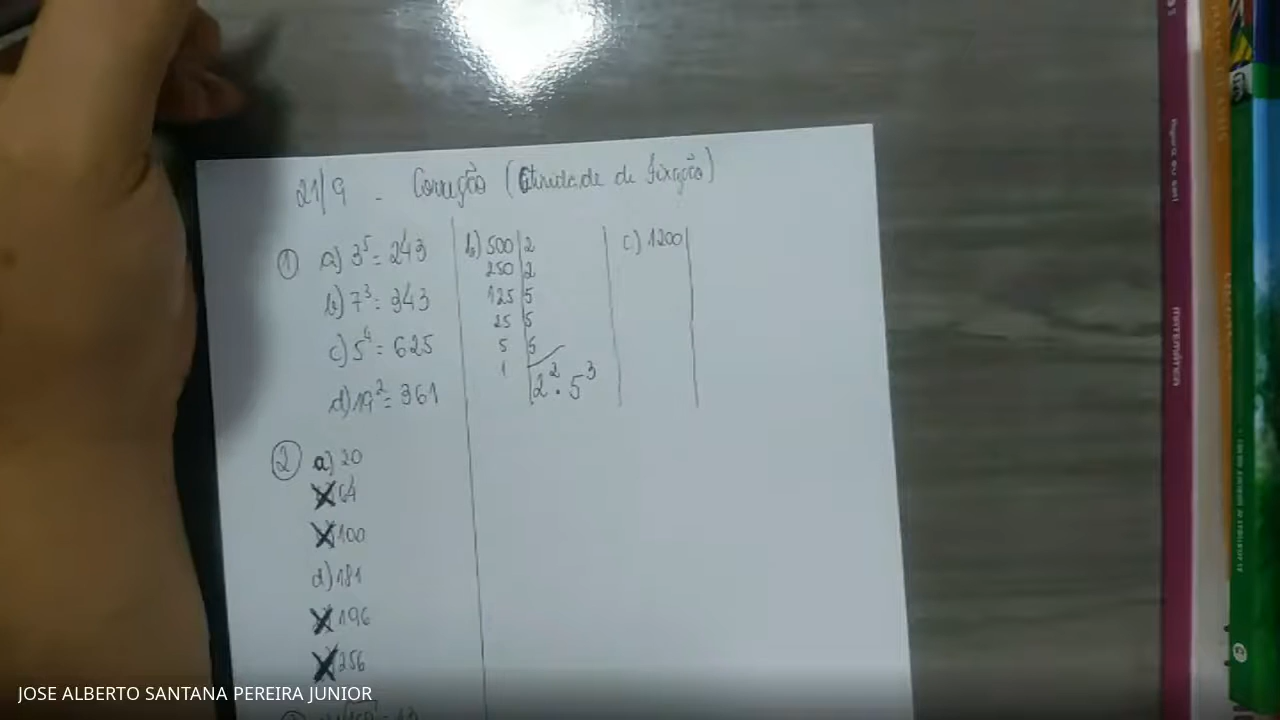 21/9 - Correção (Atividade de fixação)
① a) 3⁵ = 243
b) 7³ = 343
c) 5⁴ = 625
d) 19² = 361
② a) 20
64
100
d) 181
196
256
b) 500 2
250 2
125 5
25 5
5 5
1
2² · 5³
c) 1200
matemática
JOSE ALBERTO SANTANA PEREIRA JUNIOR